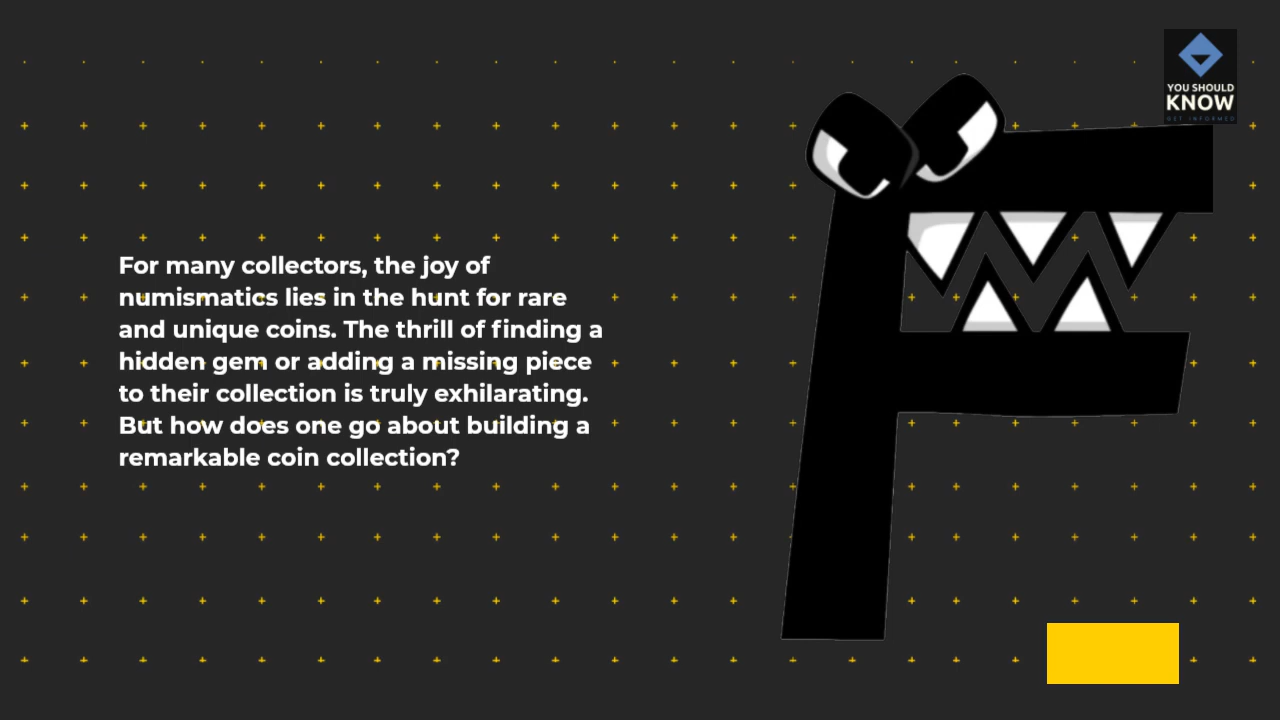 YOU SHOULD
KNOW
GET INFORMED
For many collectors, the joy of
numismatics lies in the hunt for rare
and unique coins. The thrill of finding a
hidden gem or adding a missing piece
to their collection is truly exhilarating.
But how does one go about building a
remarkable coin collection?